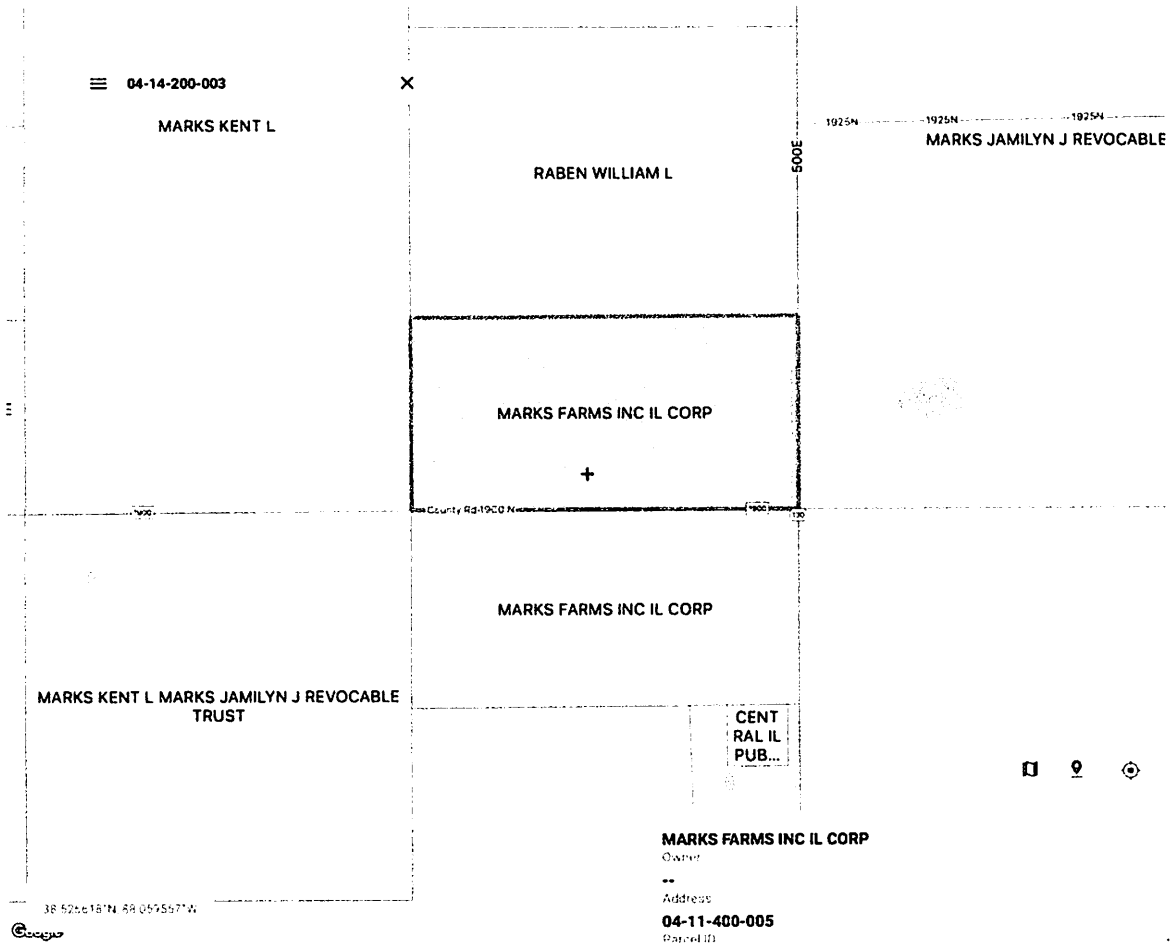 04-14-200-003
MARKS KENT L
RABEN WILLIAM L
500E
1925N 1925N 1925N
MARKS JAMILYN J REVOCABLE
MARKS FARMS INC IL CORP
County Rd 1900 N
1900
1900
130
MARKS FARMS INC IL CORP
MARKS KENT L MARKS JAMILYN J REVOCABLE
TRUST
CENT
RAL IL
PUB...
MARKS FARMS INC IL CORP
Owner
--
Address
04-11-400-005
Parcel ID
Google